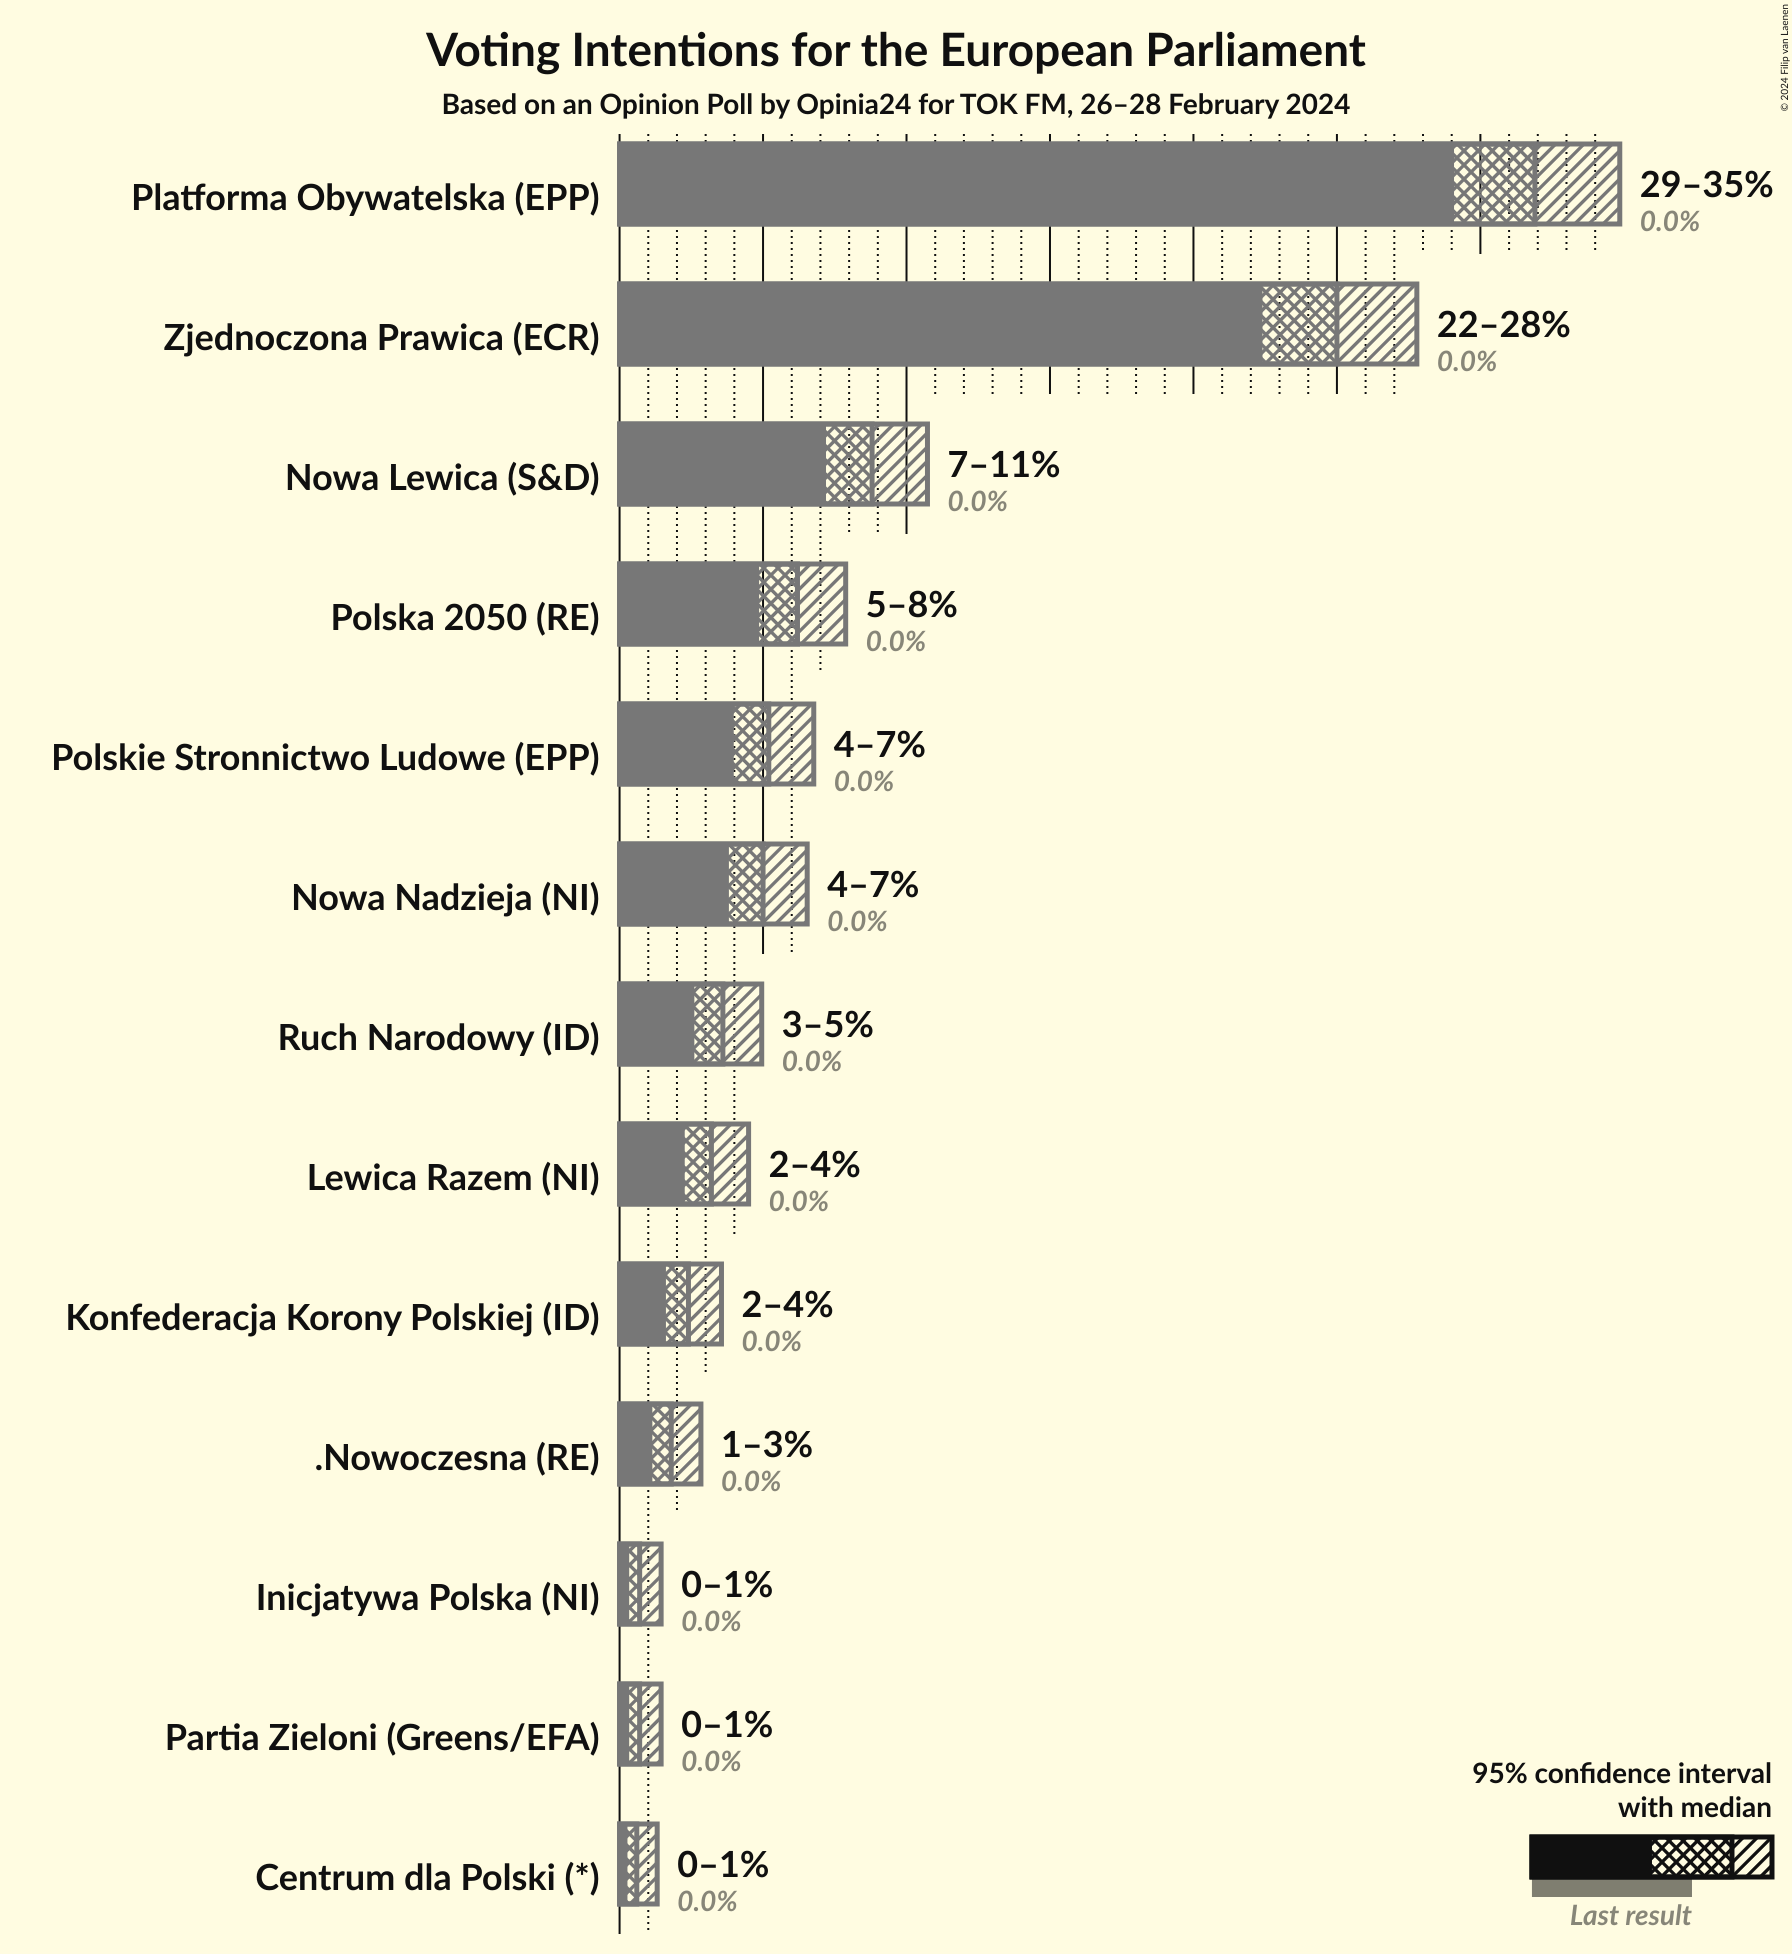 Voting Intentions for the European Parliament
Based on an Opinion Poll by Opinia24 for TOK FM, 26–28 February 2024
© 2024 Filip van Laenen
Platforma Obywatelska (EPP)
29–35%
0.0%
Zjednoczona Prawica (ECR)
22–28%
0.0%
Nowa Lewica (S&D)
7–11%
0.0%
Polska 2050 (RE)
5–8%
0.0%
Polskie Stronnictwo Ludowe (EPP)
4–7%
0.0%
Nowa Nadzieja (NI)
4–7%
0.0%
Ruch Narodowy (ID)
3–5%
0.0%
Lewica Razem (NI)
2–4%
0.0%
Konfederacja Korony Polskiej (ID)
2–4%
0.0%
.Nowoczesna (RE)
1–3%
0.0%
Inicjatywa Polska (NI)
0–1%
0.0%
Partia Zieloni (Greens/EFA)
0–1%
0.0%
Centrum dla Polski (*)
0–1%
0.0%
95% confidence interval
with median
Last result